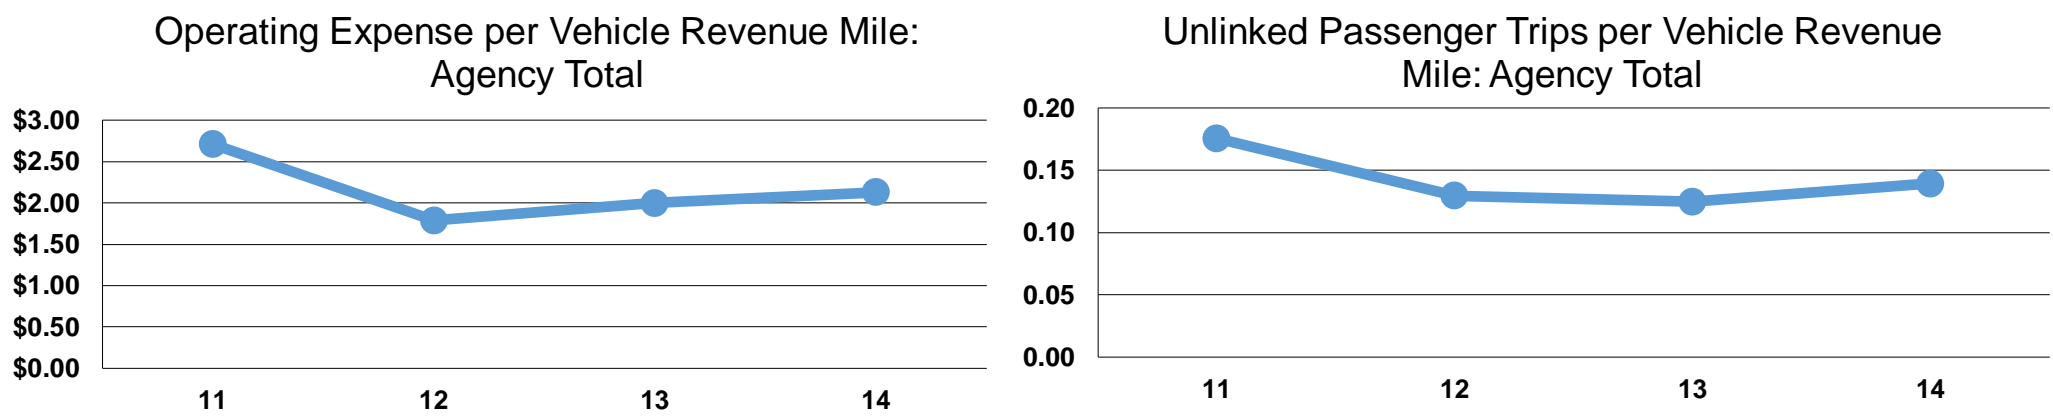 Operating Expense per Vehicle Revenue Mile:
Agency Total
$3.00
$2.50
$2.00
$1.50
$1.00
$0.50
$0.00
11 12 13 14
Unlinked Passenger Trips per Vehicle Revenue
Mile: Agency Total
0.20
0.15
0.10
0.05
0.00
11 12 13 14